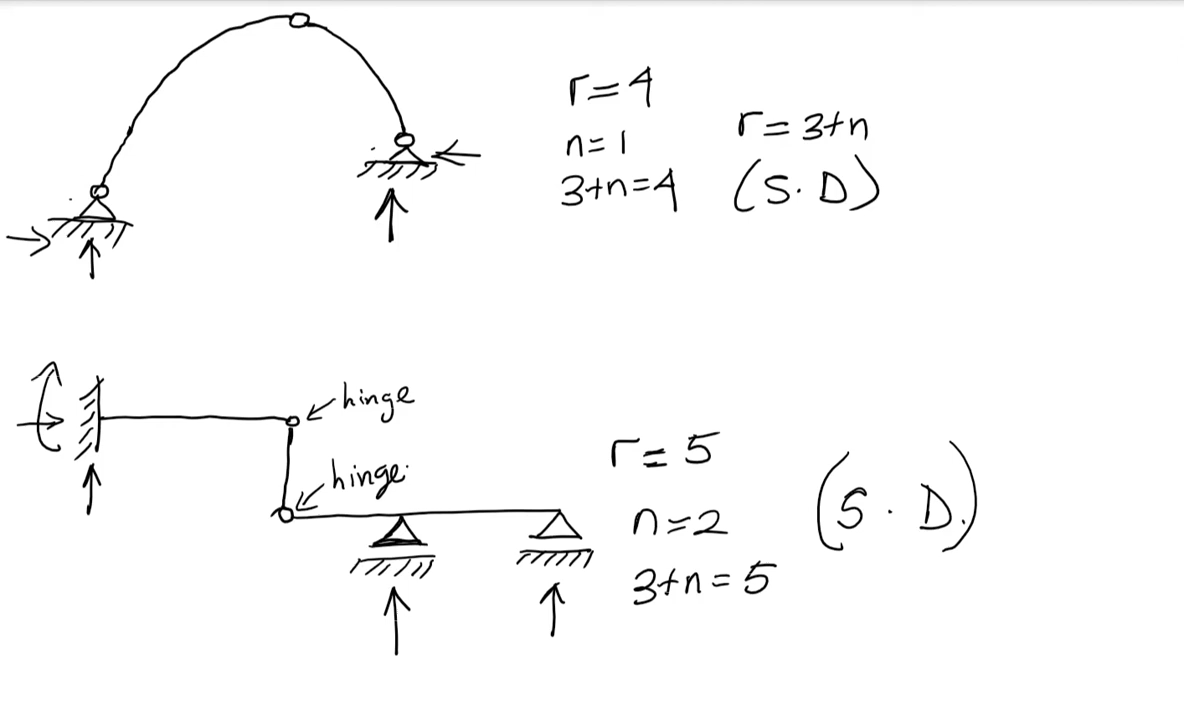 r=4
n=1
3+n=4
r=3+n
(S.D)
hinge
hinge
r=5
n=2
3+n=5
(S.D.)